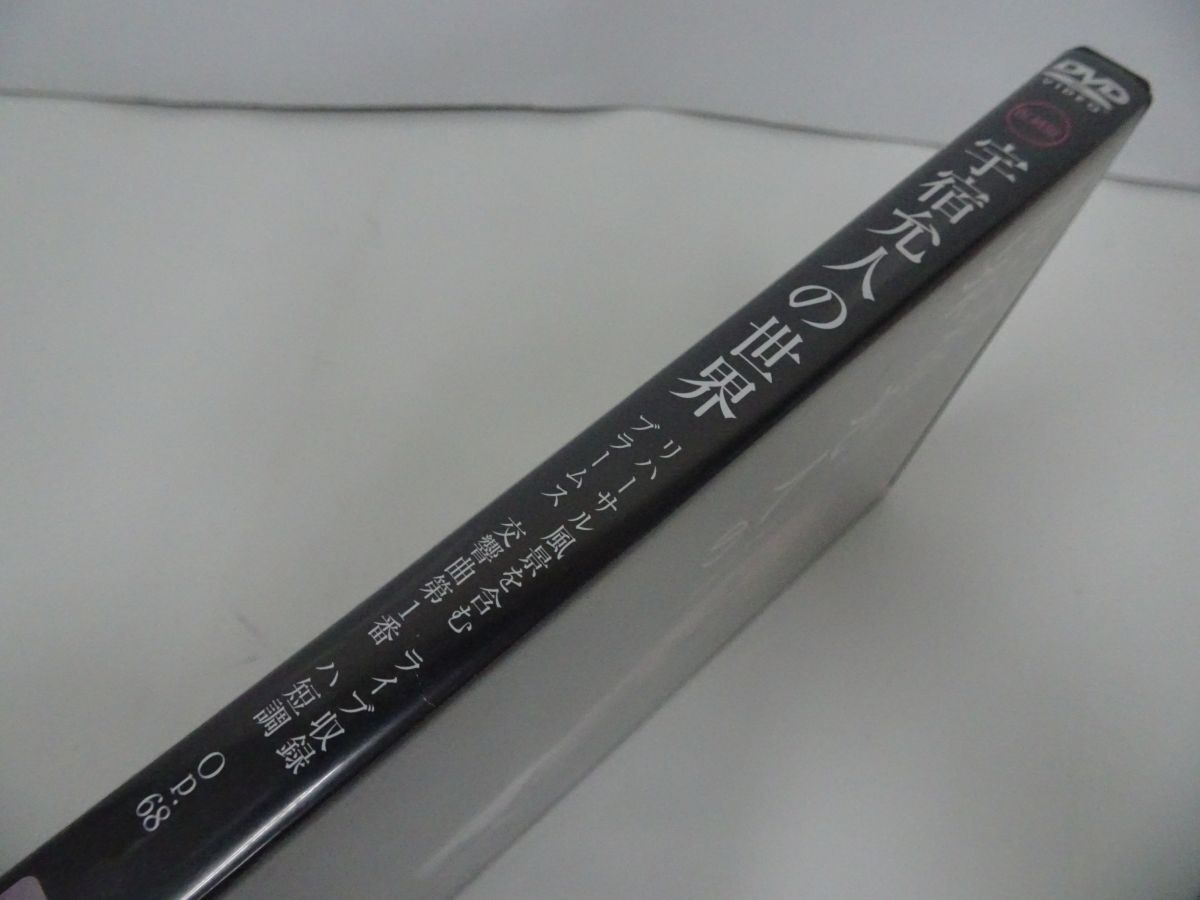 DVD
VIDEO
宇宿允人の世界
リハーサル風景を含む ライブ収録
ブラームス 交響曲第1番 ハ短調 Op.68